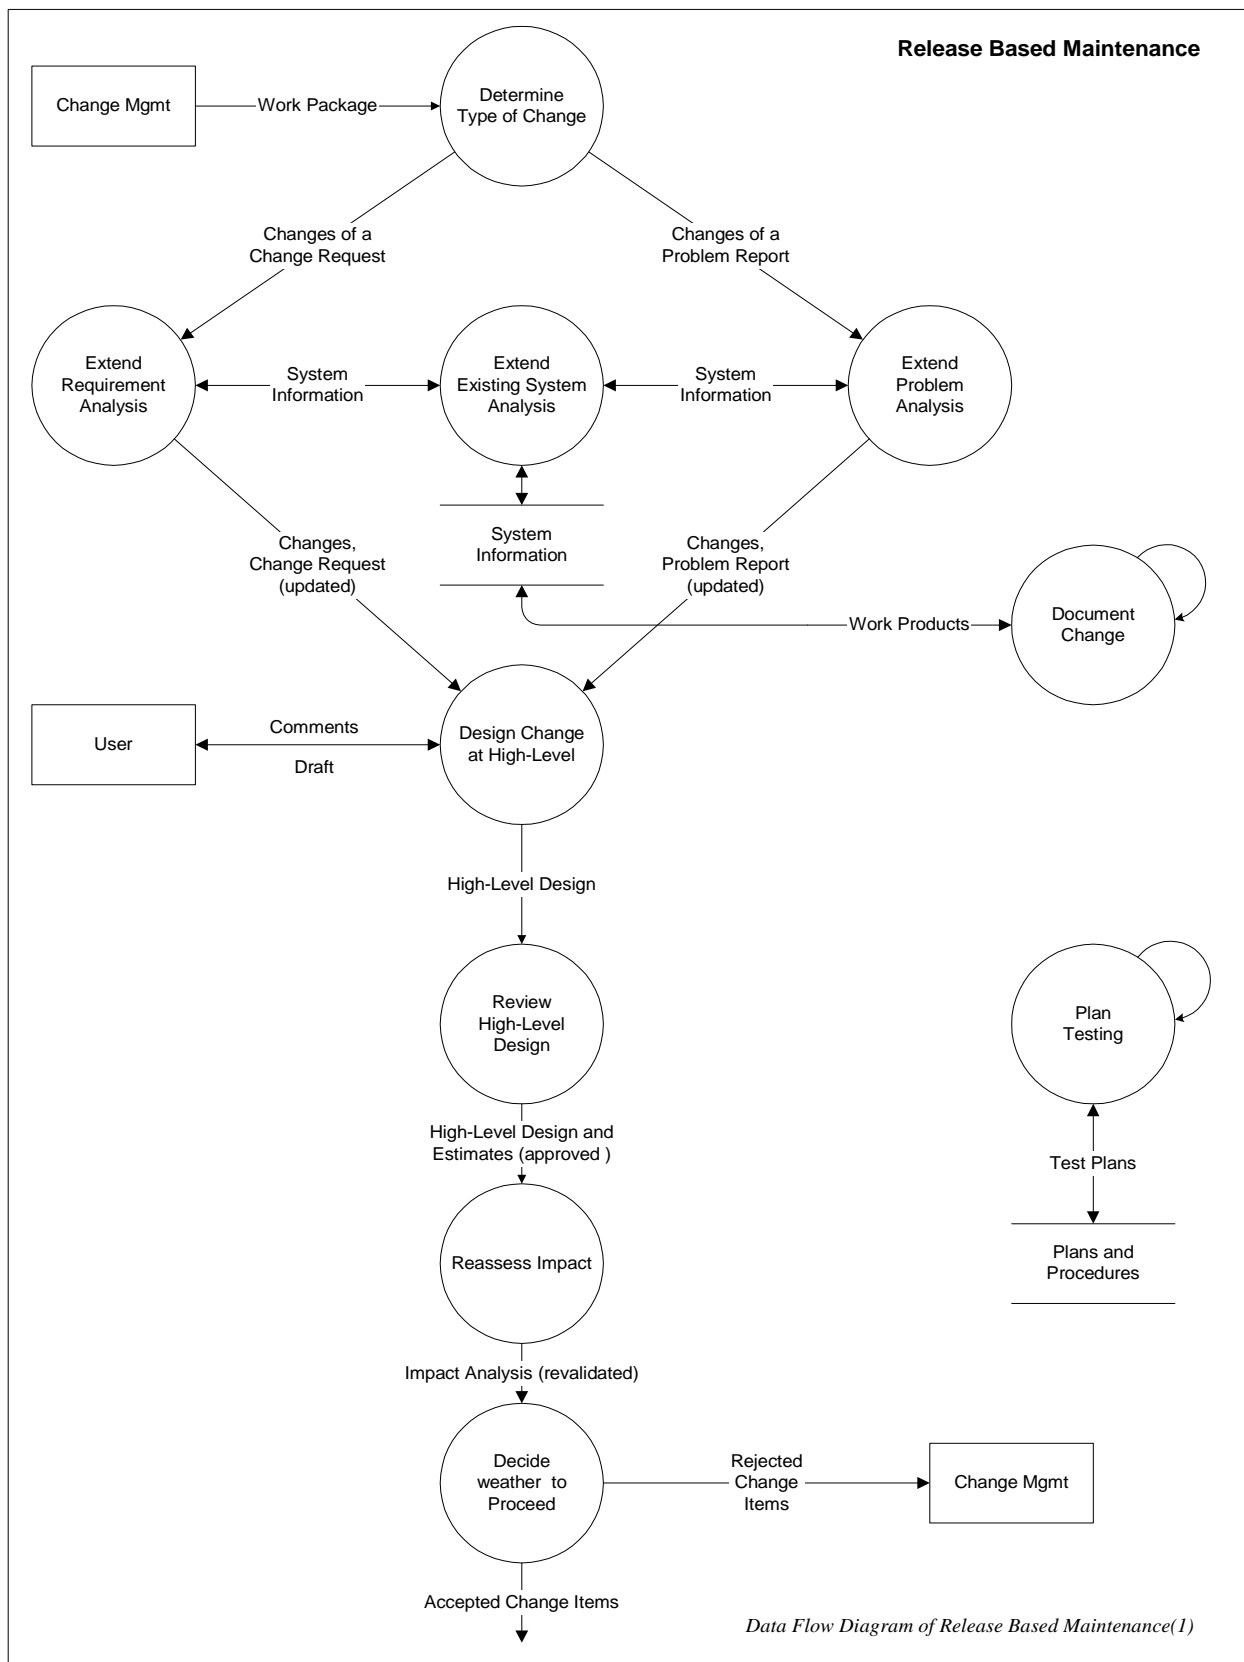 Release Based Maintenance
Change Mgmt
Work Package
Determine
Type of Change
Changes of a
Change Request
Changes of a
Problem Report
Extend
Requirement
Analysis
System
Information
Extend
Existing System
Analysis
System
Information
Extend
Problem
Analysis
System
Information
Changes,
Change Request
(updated)
Changes,
Problem Report
(updated)
Work Products
Document
Change
User
Comments
Draft
Design Change
at High-Level
High-Level Design
Review
High-Level
Design
Plan
Testing
High-Level Design and
Estimates (approved )
Test Plans
Reassess Impact
Plans and
Procedures
Impact Analysis (revalidated)
Decide
weather to
Proceed
Rejected
Change
Items
Change Mgmt
Accepted Change Items
Data Flow Diagram of Release Based Maintenance(1)